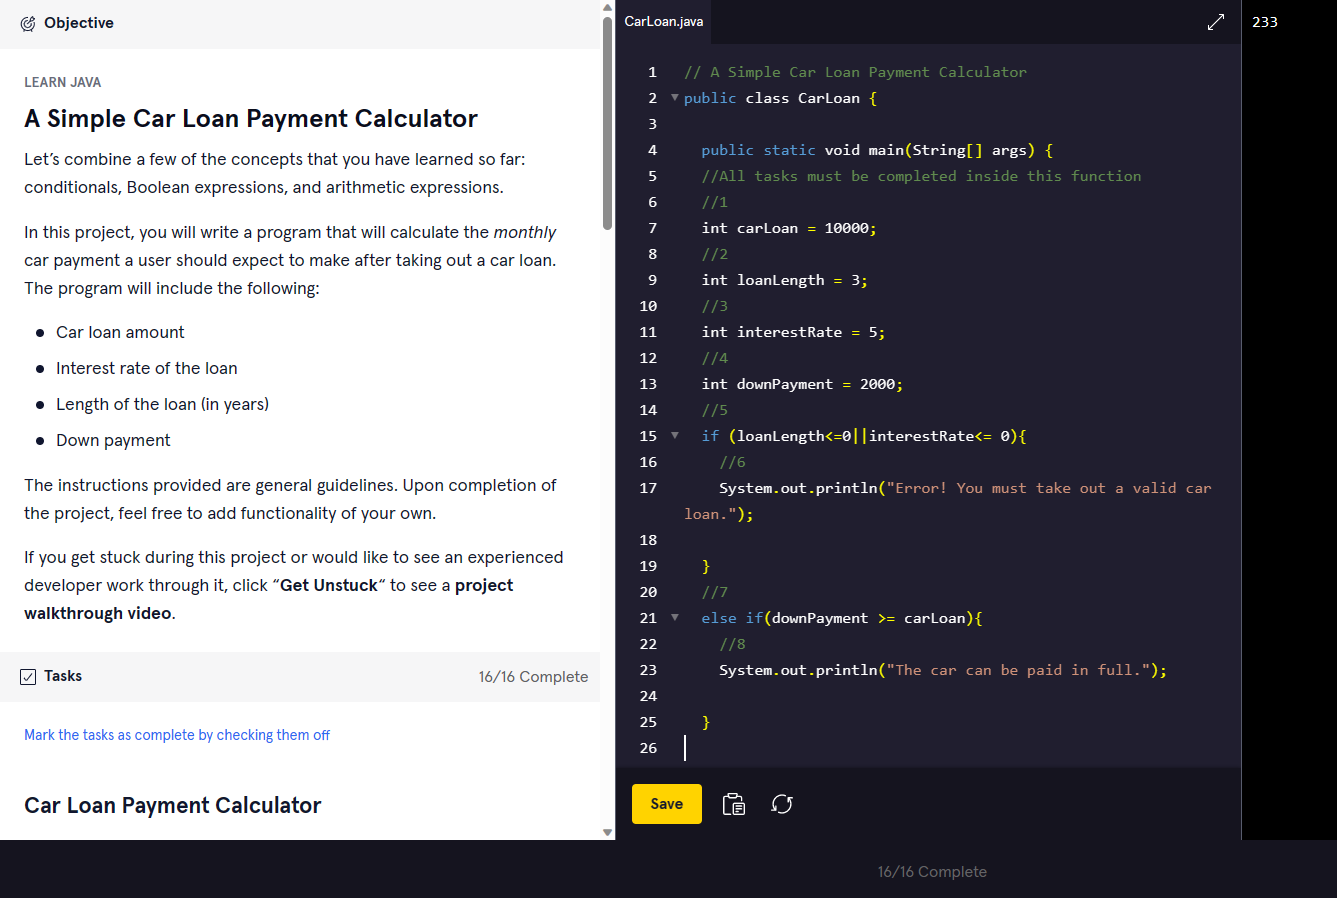 Objective
LEARN JAVA
A Simple Car Loan Payment Calculator
Let’s combine a few of the concepts that you have learned so far:
conditionals, Boolean expressions, and arithmetic expressions.
In this project, you will write a program that will calculate the monthly
car payment a user should expect to make after taking out a car loan.
The program will include the following:
Car loan amount
Interest rate of the loan
Length of the loan (in years)
Down payment
The instructions provided are general guidelines. Upon completion of
the project, feel free to add functionality of your own.
If you get stuck during this project or would like to see an experienced
developer work through it, click “Get Unstuck“ to see a project
walkthrough video.
Tasks
16/16 Complete
Mark the tasks as complete by checking them off
Car Loan Payment Calculator
CarLoan.java
1 // A Simple Car Loan Payment Calculator
2 public class CarLoan {
3
4 public static void main(String[] args) {
5 //All tasks must be completed inside this function
6 //1
7 int carLoan = 10000;
8 //2
9 int loanLength = 3;
10 //3
11 int interestRate = 5;
12 //4
13 int downPayment = 2000;
14 //5
15 if (loanLength<=0||interestRate<= 0){
16 //6
17 System.out.println("Error! You must take out a valid car
loan.");
18
19 }
20 //7
21 else if(downPayment >= carLoan){
22 //8
23 System.out.println("The car can be paid in full.");
24
25 }
26
Save
233
16/16 Complete